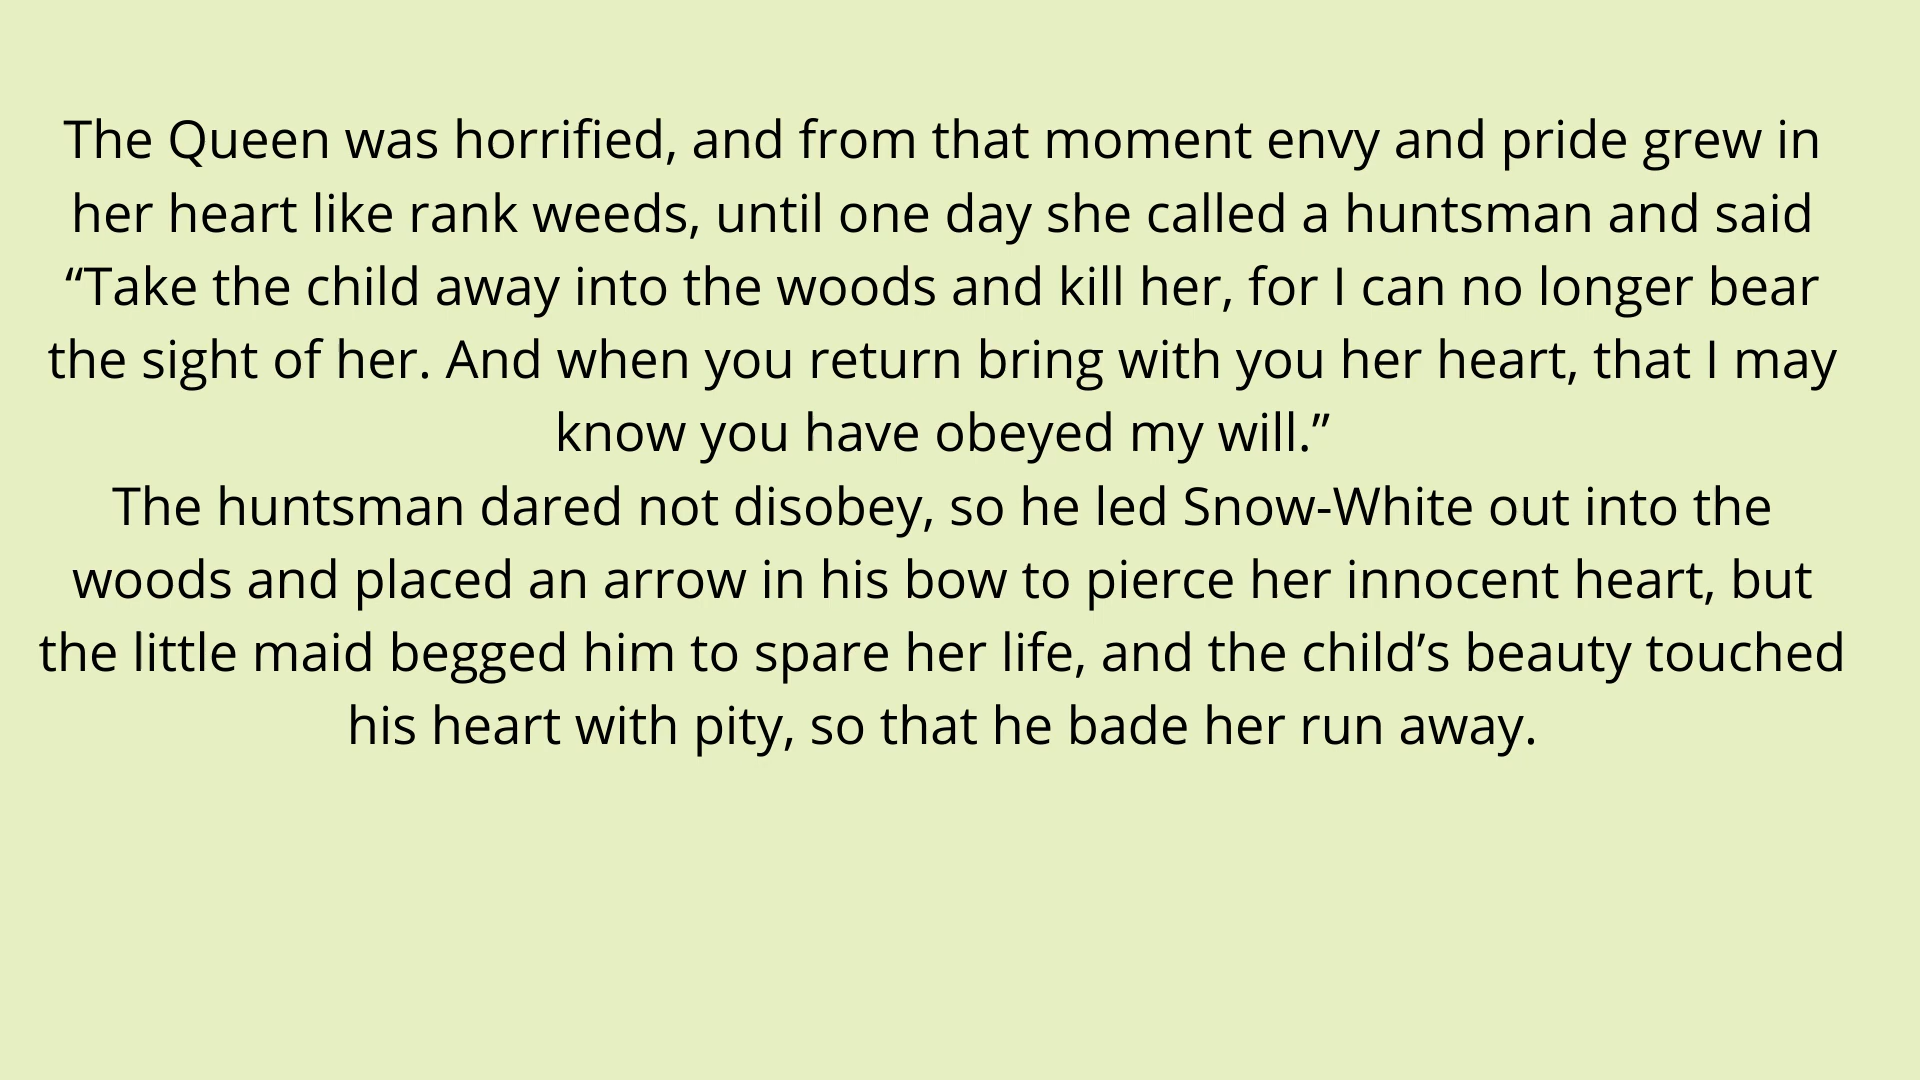 The Queen was horrified, and from that moment envy and pride grew in
her heart like rank weeds, until one day she called a huntsman and said
“Take the child away into the woods and kill her, for I can no longer bear
the sight of her. And when you return bring with you her heart, that I may
know you have obeyed my will.”
The huntsman dared not disobey, so he led Snow-White out into the
woods and placed an arrow in his bow to pierce her innocent heart, but
the little maid begged him to spare her life, and the child’s beauty touched
his heart with pity, so that he bade her run away.